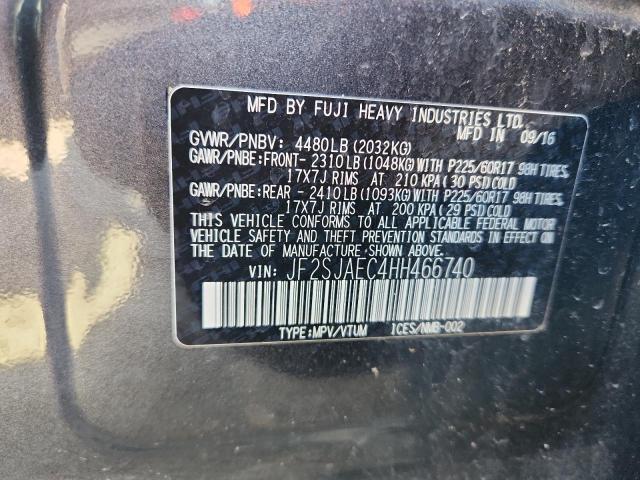 MFD BY FUJI HEAVY INDUSTRIES LTD.
MFD IN 09/16
GVWR/PNBV: 4480LB (2032KG)
GAWR/PNBE:FRONT- 2310LB (1048KG) WITH P225/60R17 98H TIRES,
17X7J RIMS AT 210 KPA (30 PSI) COLD
GAWR/PNBE:REAR - 2410LB (1093KG) WITH P225/60R17 98H TIRES,
17X7J RIMS AT 200 KPA (29 PSI) COLD
THIS VEHICLE CONFORMS TO ALL APPLICABLE FEDERAL MOTOR
VEHICLE SAFETY AND THEFT PREVENTION STANDARDS IN EFFECT ON
THE DATE OF MANUFACTURE SHOWN ABOVE.
VIN: JF2SJAEC4HH466740
TYPE:MPV/VTUM ICES/NMB-002